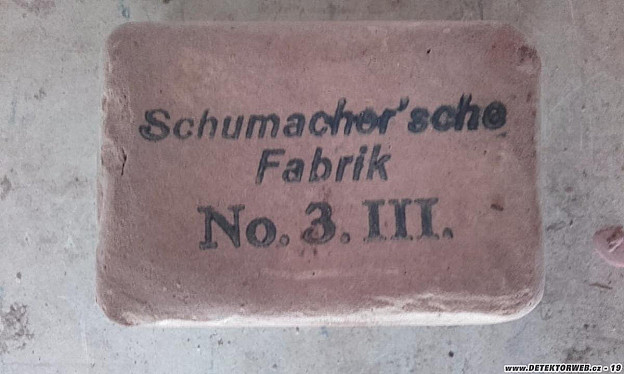 Schumacher'sche
Fabrik
No. 3. III.
www.DETEKTORWEB.cz - 19